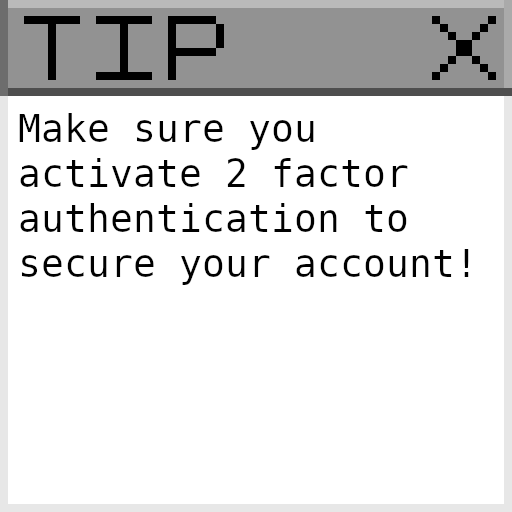 TIP
Make sure you
activate 2 factor
authentication to
secure your account!